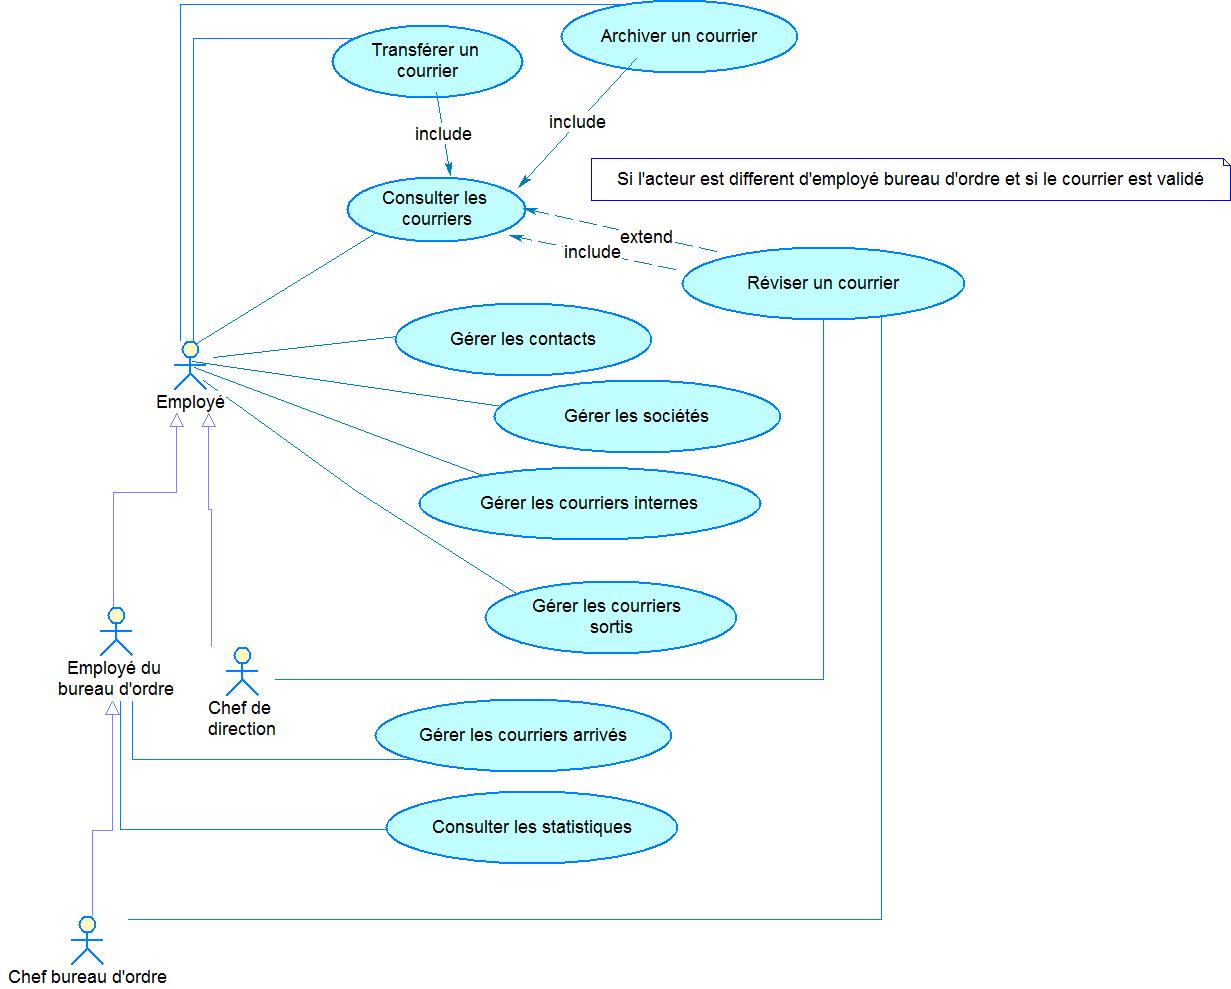 Archiver un courrier
Transférer un
courrier
include
include
Si l'acteur est different d'employé bureau d'ordre et si le courrier est validé
Consulter les
courriers
extend
include
Réviser un courrier
Gérer les contacts
Employé
Gérer les sociétés
Gérer les courriers internes
Gérer les courriers
sortis
Employé du
bureau d'ordre
Chef de
direction
Gérer les courriers arrivés
Consulter les statistiques
Chef bureau d'ordre